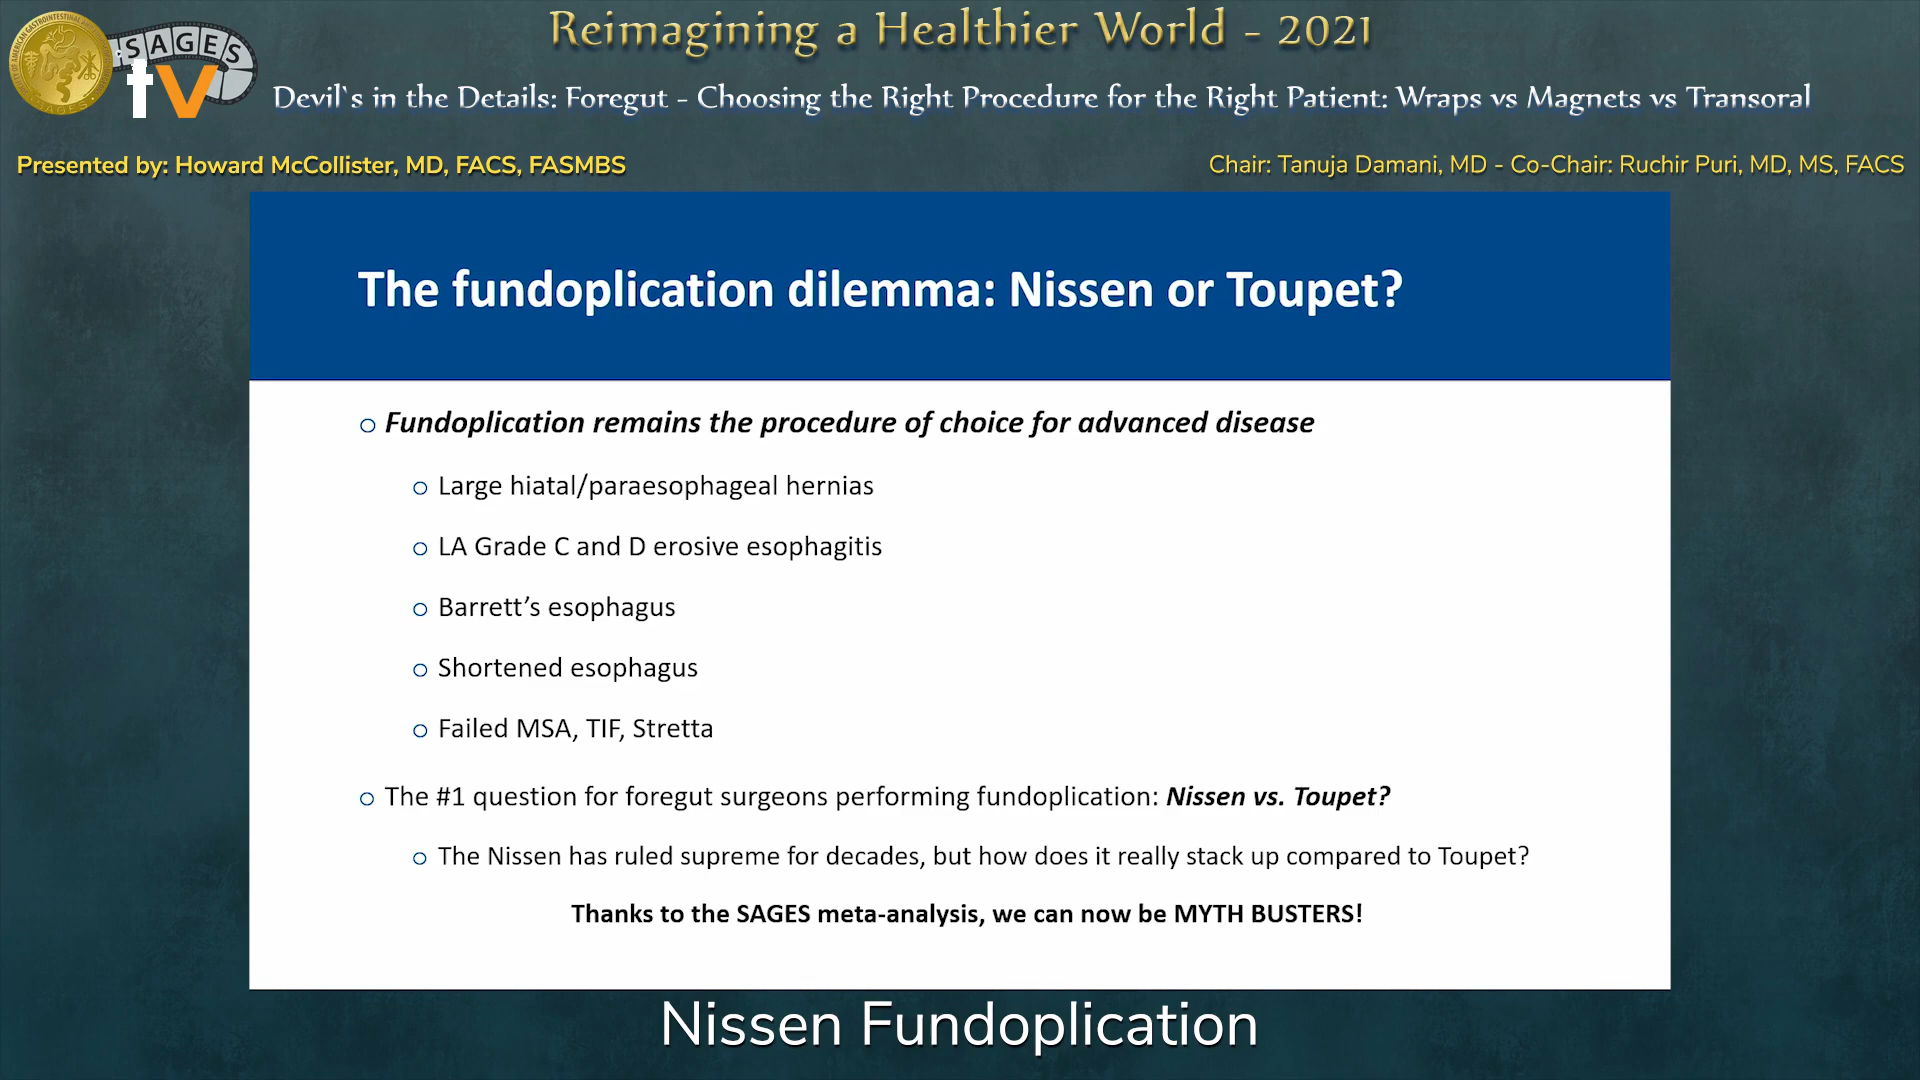 Reimagining a Healthier World - 2021
SAGES
tv
Devil`s in the Details: Foregut - Choosing the Right Procedure for the Right Patient: Wraps vs Magnets vs Transoral
Presented by: Howard McCollister, MD, FACS, FASMBS
Chair: Tanuja Damani, MD - Co-Chair: Ruchir Puri, MD, MS, FACS
The fundoplication dilemma: Nissen or Toupet?
Fundoplication remains the procedure of choice for advanced disease
Large hiatal/paraesophageal hernias
LA Grade C and D erosive esophagitis
Barrett’s esophagus
Shortened esophagus
Failed MSA, TIF, Stretta
The #1 question for foregut surgeons performing fundoplication: Nissen vs. Toupet?
The Nissen has ruled supreme for decades, but how does it really stack up compared to Toupet?
Thanks to the SAGES meta-analysis, we can now be MYTH BUSTERS!
Nissen Fundoplication